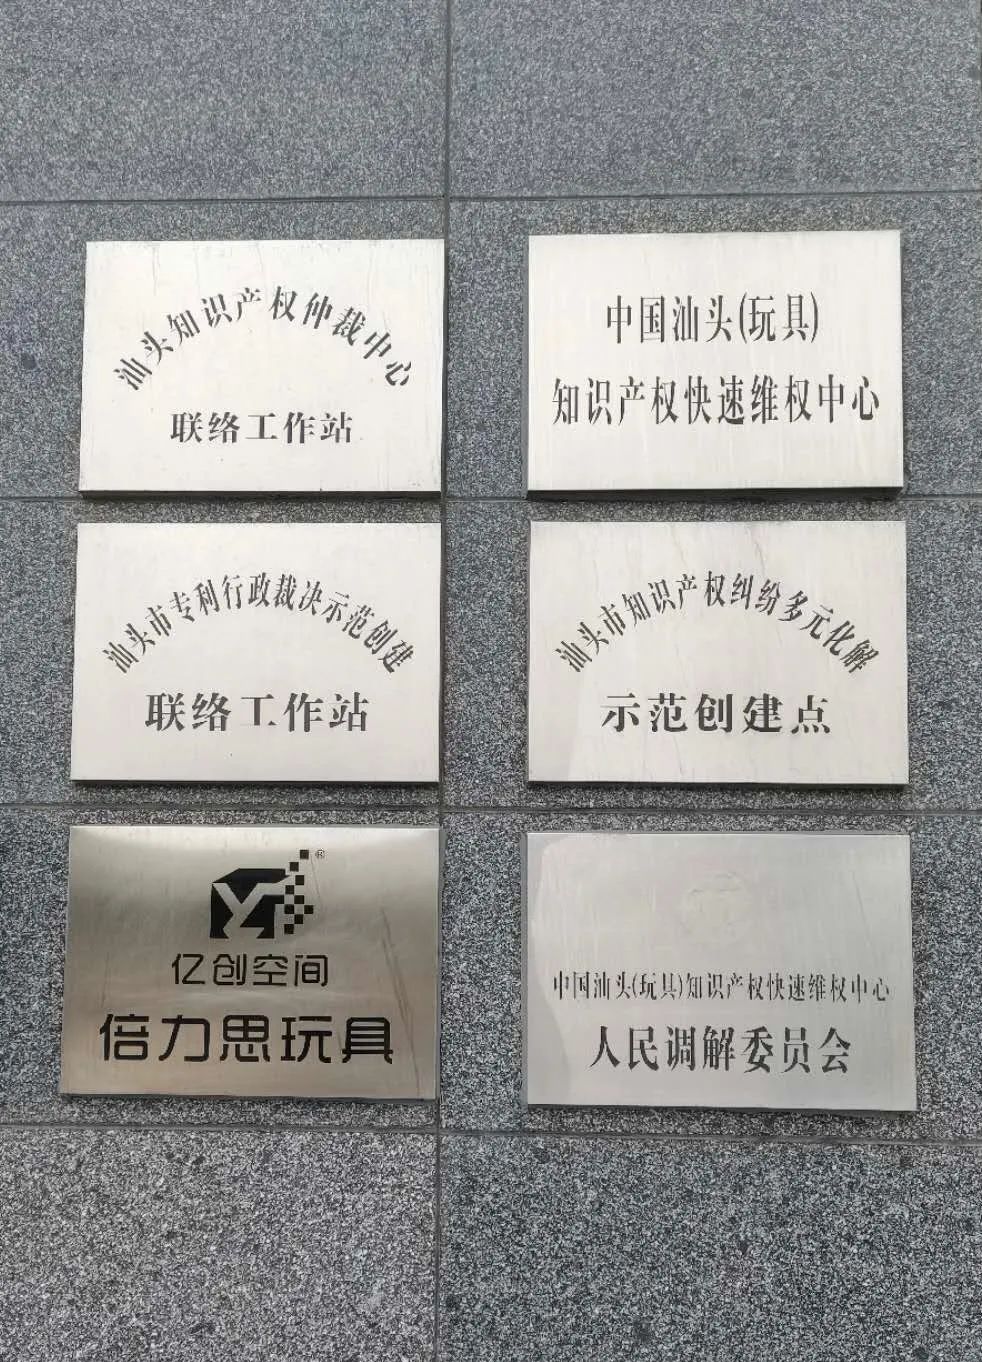 汕头知识产权仲裁中心
联络工作站
中国汕头(玩具)
知识产权快速维权中心
汕头市专利行政裁决示范创建
联络工作站
汕头市知识产权纠纷多元化解
示范创建点
®
亿创空间
倍力思玩具
中国汕头(玩具)知识产权快速维权中心
人民调解委员会